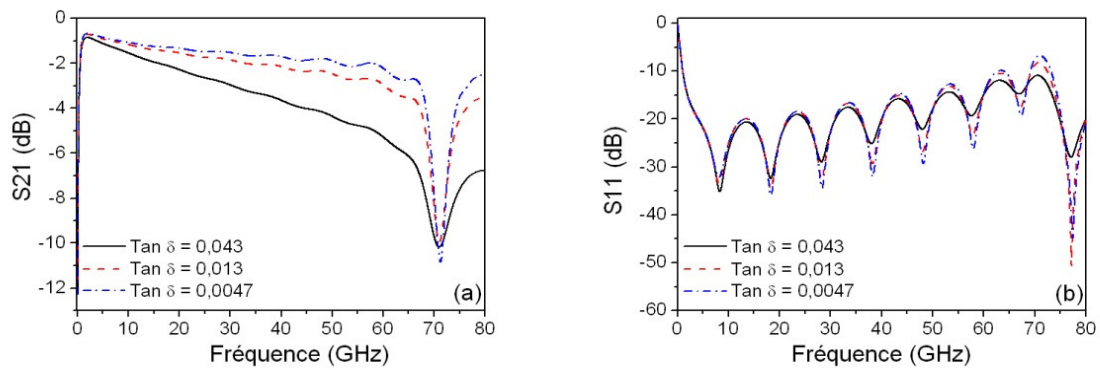 0
-2
-4
-6
-8
-10
-12
S21 (dB)
Tan δ = 0,043
Tan δ = 0,013
Tan δ = 0,0047
(a)
0 10 20 30 40 50 60 70 80
Fréquence (GHz)
0
-10
-20
-30
-40
-50
-60
S11 (dB)
Tan δ = 0,043
Tan δ = 0,013
Tan δ = 0,0047
(b)
0 10 20 30 40 50 60 70 80
Fréquence (GHz)